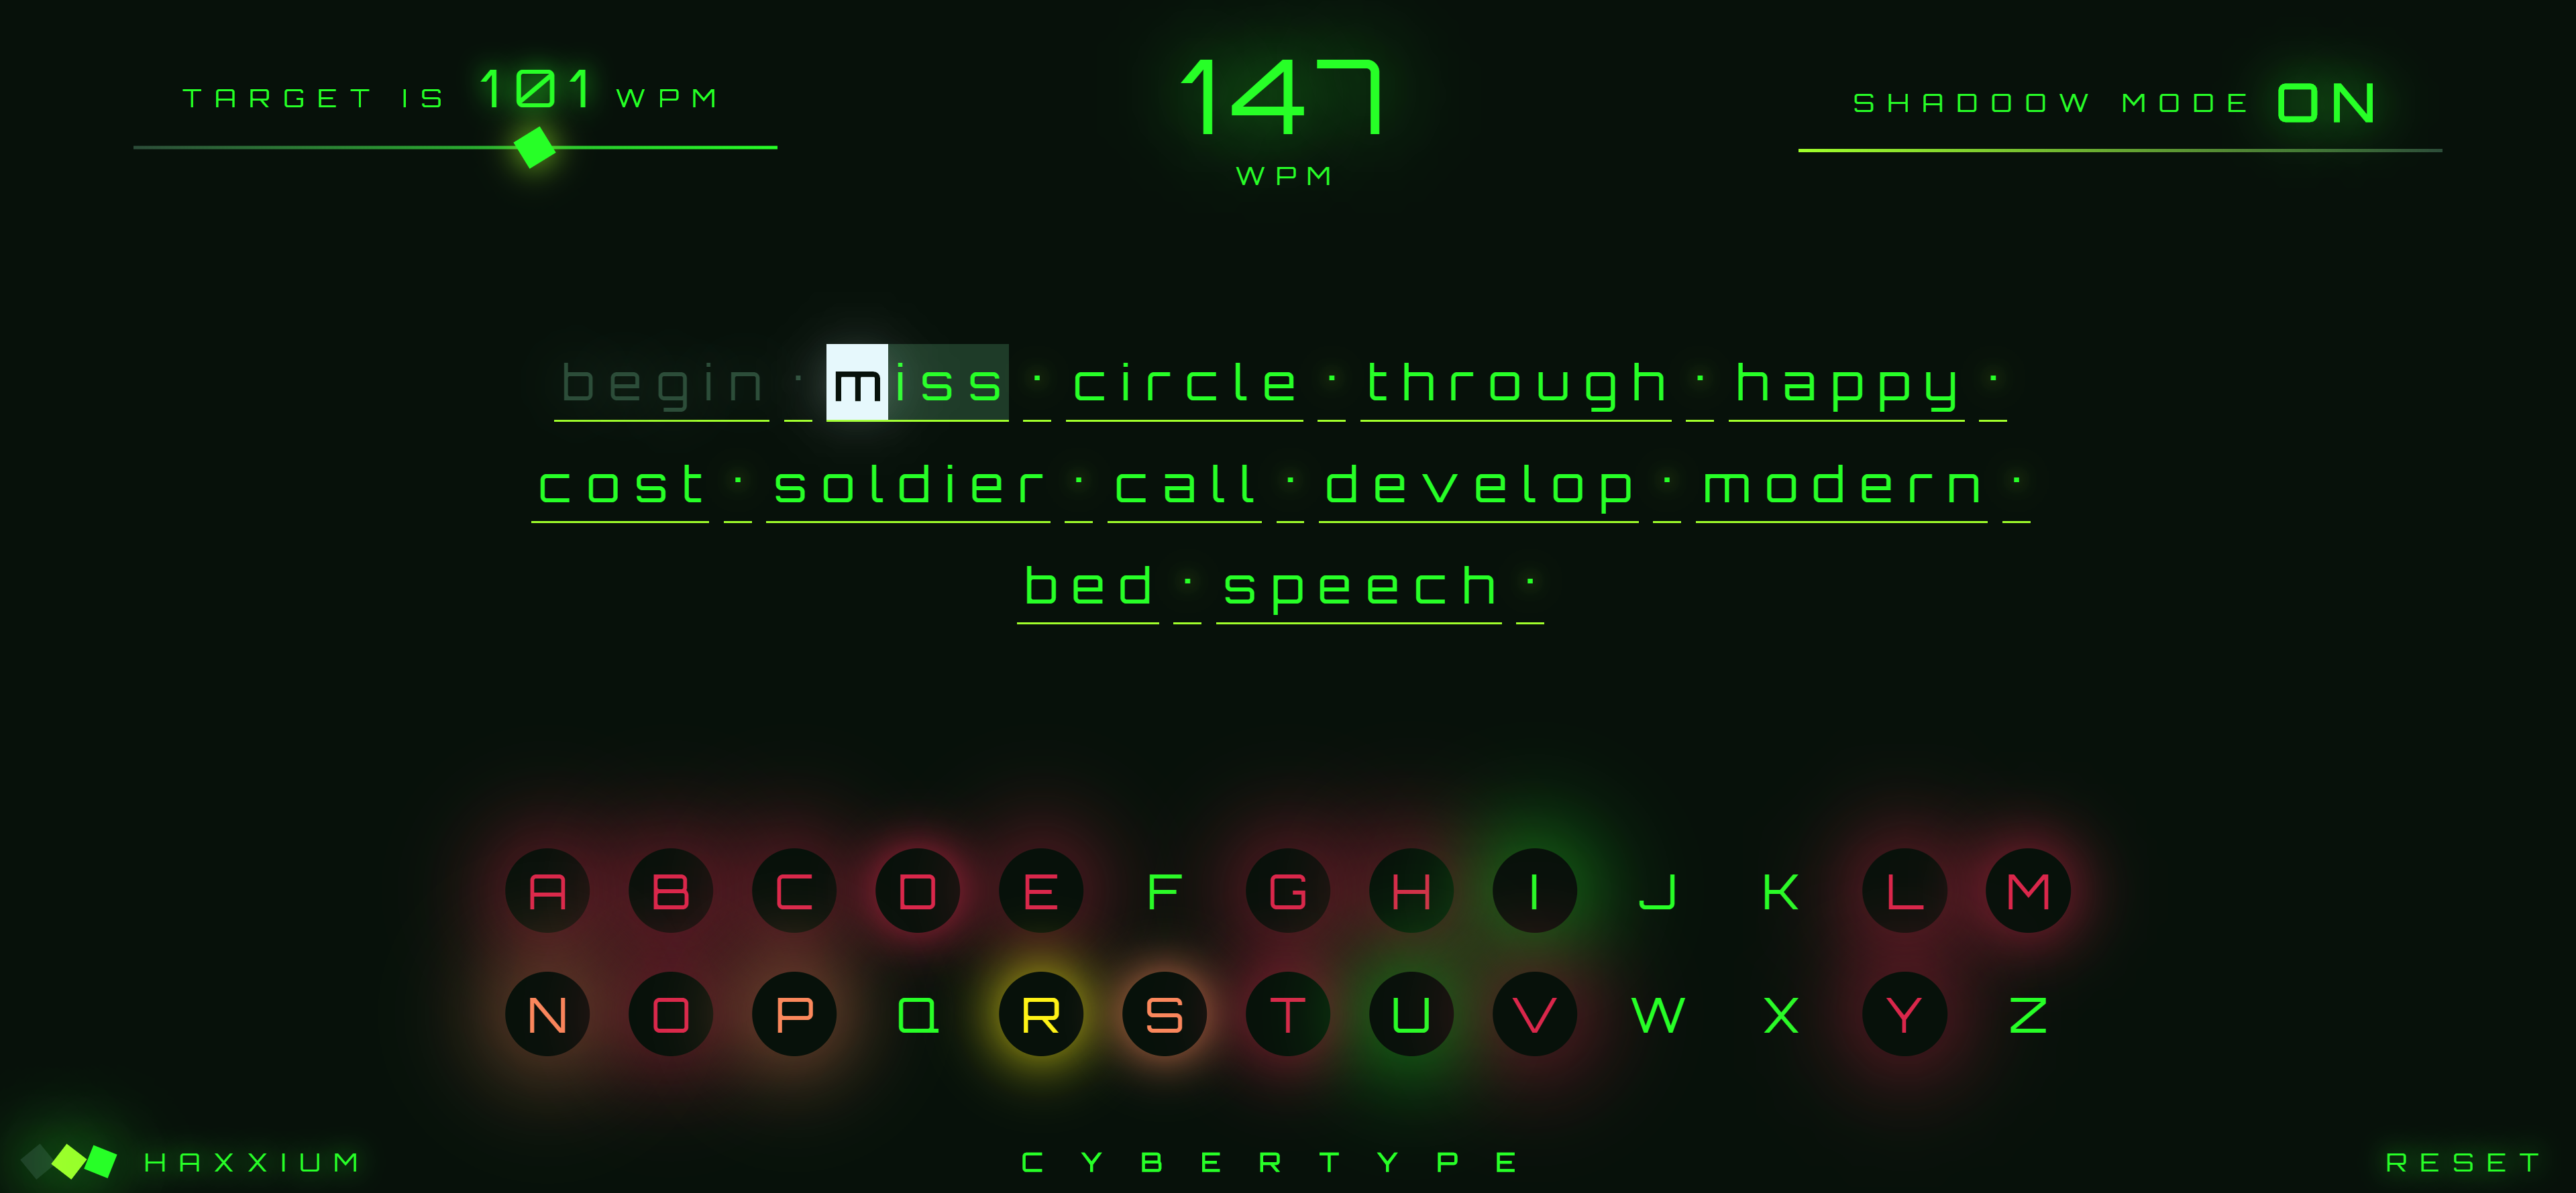 TARGET IS 101 WPM
147
WPM
SHADOOW MODE ON
begin · miss · circle · through · happy ·
cost · soldier · call · develop · modern ·
bed · speech ·
A B C D E F G H I J K L M
N O P Q R S T U V W X Y Z
HAXXIUM
CYBERTYPE
RESET